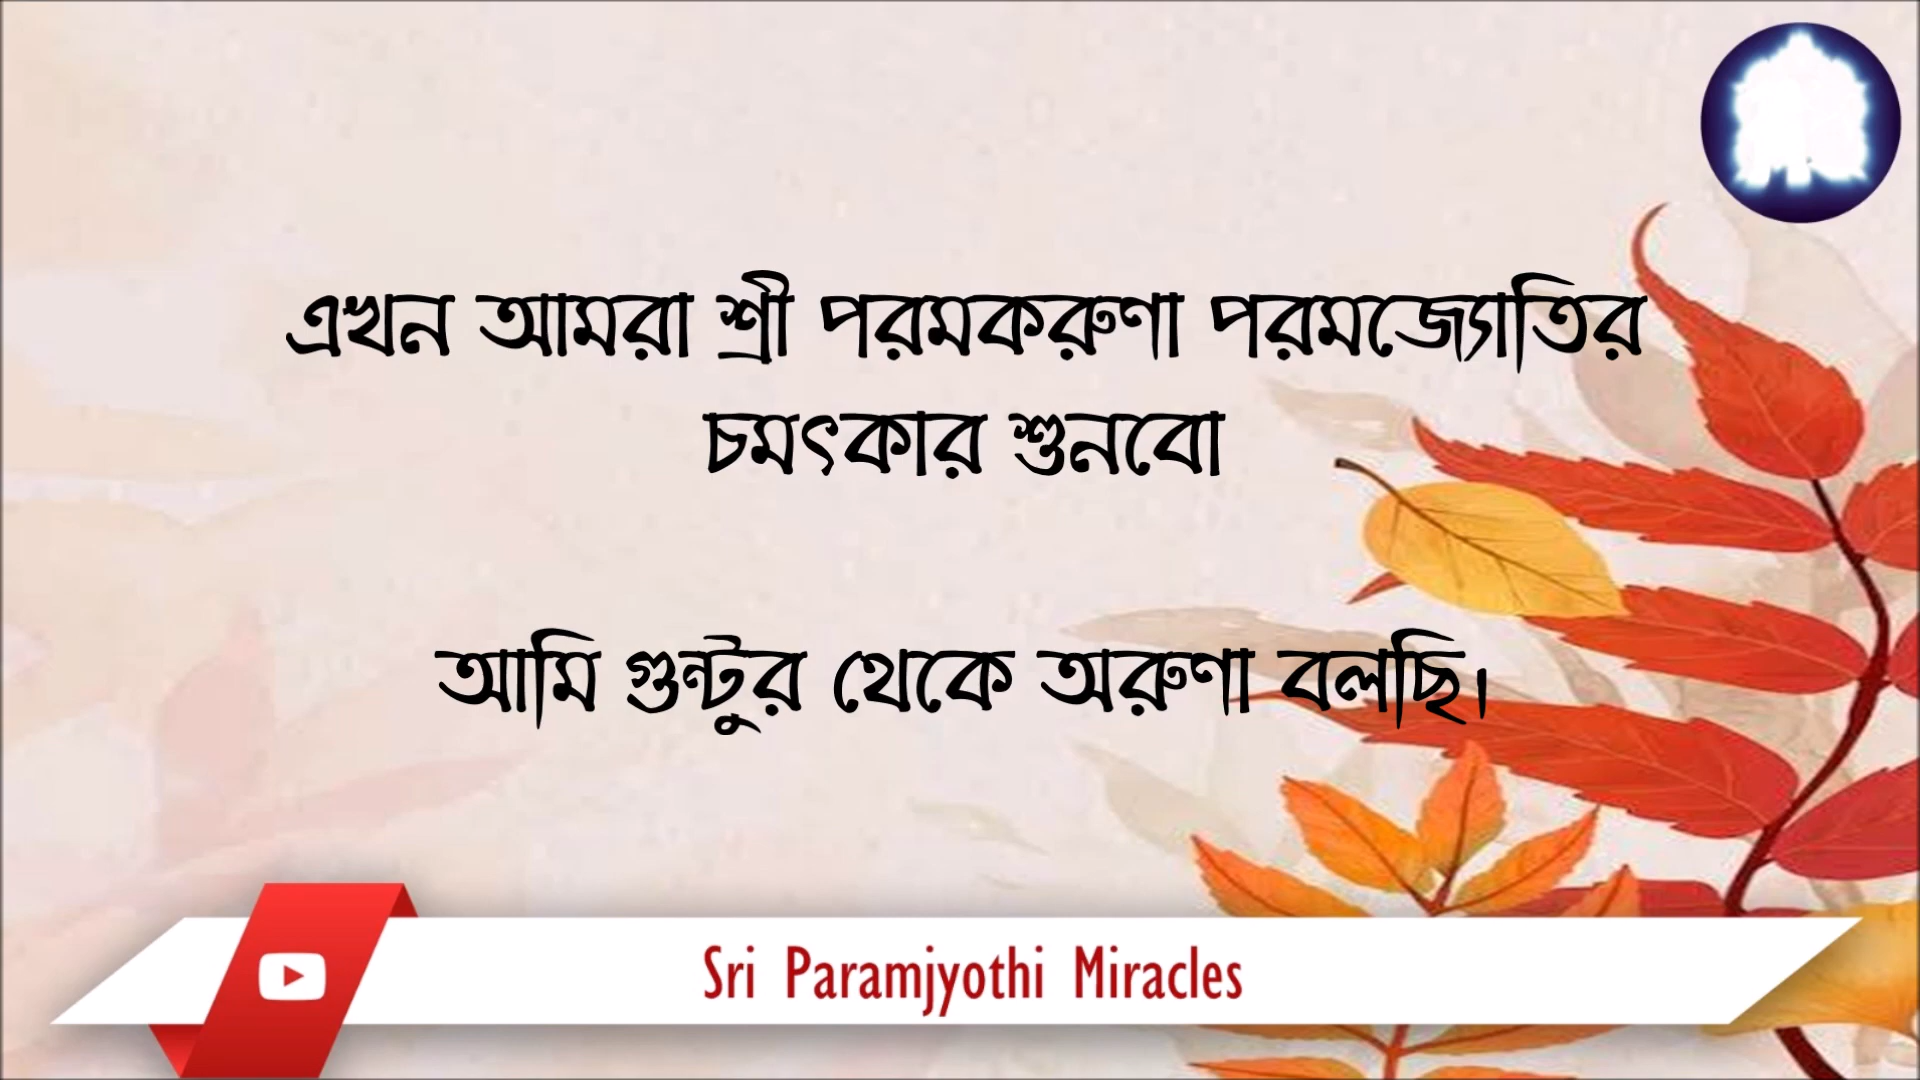 এখন আমরা শ্রী পরমকরুণা পরমজ্যোতির
চমৎকার শুনবো
আমি গুন্টুর থেকে অরুণা বলছি।
Sri Paramjyothi Miracles